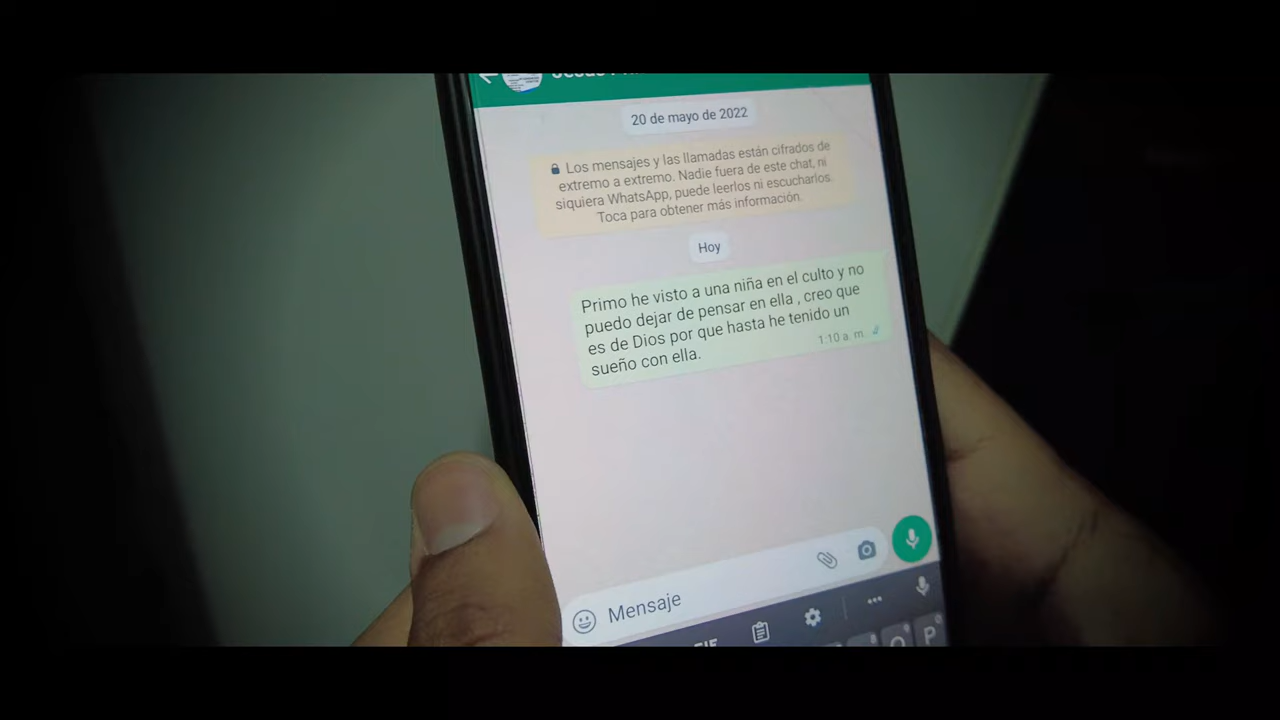 20 de mayo de 2022
Los mensajes y las llamadas están cifrados de
extremo a extremo. Nadie fuera de este chat, ni
siquiera WhatsApp, puede leerlos ni escucharlos.
Toca para obtener más información.
Hoy
Primo he visto a una niña en el culto y no
puedo dejar de pensar en ella , creo que
es de Dios por que hasta he tenido un
sueño con ella.
1:10 a. m.
Mensaje
GIF
O P